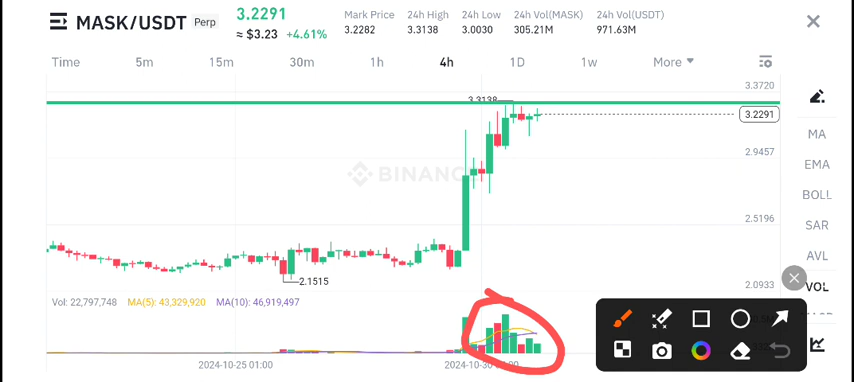 MASK/USDT Perp
3.2291
≈ $3.23 +4.61%
Mark Price
3.2282
24h High
3.3138
24h Low
3.0030
24h Vol(MASK)
305.21M
24h Vol(USDT)
971.63M
Time 5m 15m 30m 1h 4h 1D 1w More
3.3720
3.3138
3.2291
2.9457
2.5196
2.1515
2.0933
BINANC
MA
EMA
BOLL
SAR
AVL
VOL
Vol: 22,797,748 MA(5): 43,329,920 MA(10): 46,919,497
2024-10-25 01:00
2024-10-30